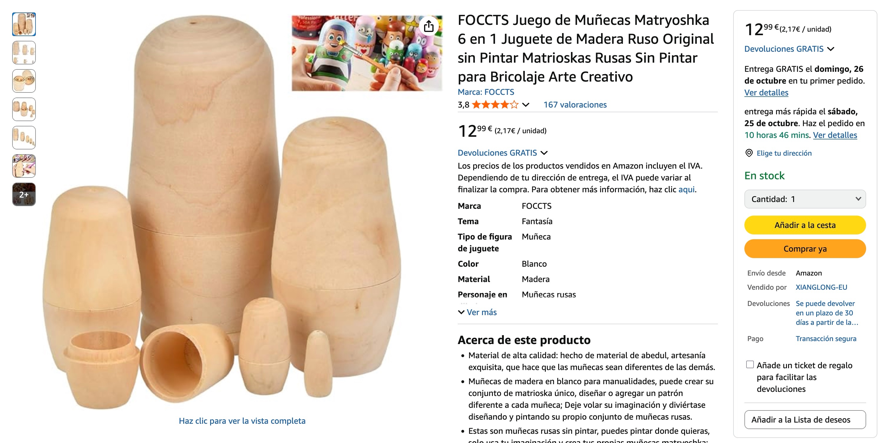 2+
Haz clic para ver la vista completa
FOCCTS Juego de Muñecas Matryoshka
6 en 1 Juguete de Madera Ruso Original
sin Pintar Matrioskas Rusas Sin Pintar
para Bricolaje Arte Creativo
Marca: FOCCTS
3,8 167 valoraciones
12,99 € (2,17€ / unidad)
Devoluciones GRATIS
Los precios de los productos vendidos en Amazon incluyen el IVA.
Dependiendo de tu dirección de entrega, el IVA puede variar al
finalizar la compra. Para obtener más información, haz clic aqui.
Marca FOCCTS
Tema Fantasía
Tipo de figura Muñeca
de juguete
Color Blanco
Material Madera
Personaje en Muñecas rusas
Ver más
Acerca de este producto
• Material de alta calidad: hecho de material de abedul, artesanía
exquisita, que hace que las muñecas sean diferentes de las demás.
• Muñecas de madera en blanco para manualidades, puede crear su
conjunto de matrioska único, diseñar o agregar un patrón
diferente a cada muñeca; Deje volar su imaginación y diviértase
diseñando y pintando su propio conjunto de muñecas rusas.
• Estas son muñecas rusas sin pintar, puedes pintar donde quieras,
12,99 € (2,17€ / unidad)
Devoluciones GRATIS
Entrega GRATIS el domingo, 26
de octubre en tu primer pedido.
Ver detalles
entrega más rápida el sábado,
25 de octubre. Haz el pedido en
10 horas 46 mins. Ver detalles
Elige tu dirección
En stock
Cantidad: 1
Añadir a la cesta
Comprar ya
Envío desde Amazon
Vendido por XIANGLONG-EU
Devoluciones Se puede devolver
en un plazo de 30
días a partir de la...
Pago Transacción segura
Añade un ticket de regalo
para facilitar las
devoluciones
Añadir a la Lista de deseos